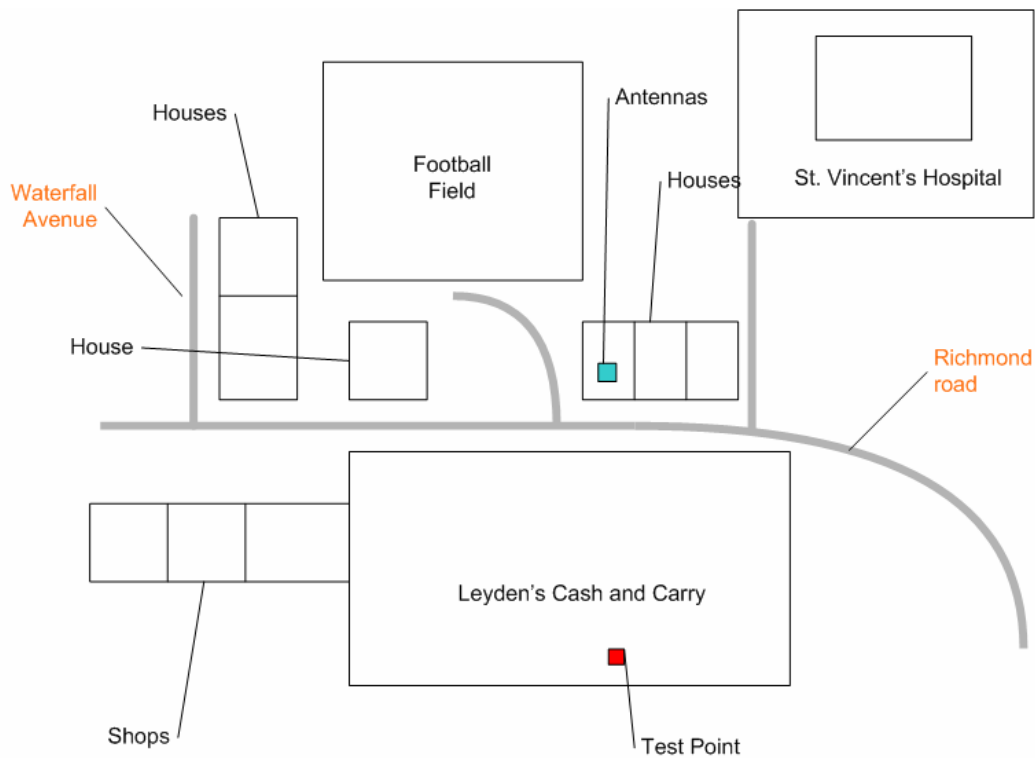 Houses
Antennas
Football
Field
Houses
St. Vincent's Hospital
Waterfall
Avenue
House
Richmond
road
Leyden's Cash and Carry
Shops
Test Point